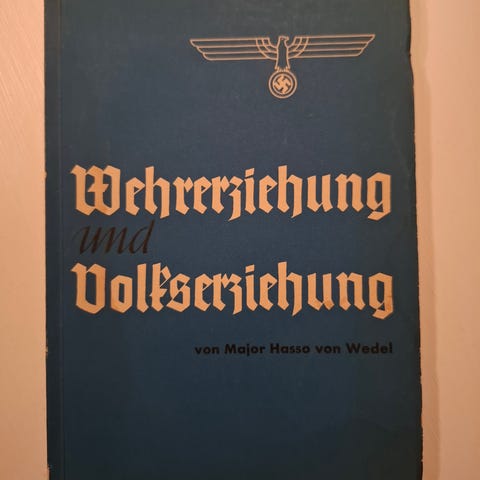 Wehrerziehung
und
Volkserziehung
von Major Hasso von Wedel